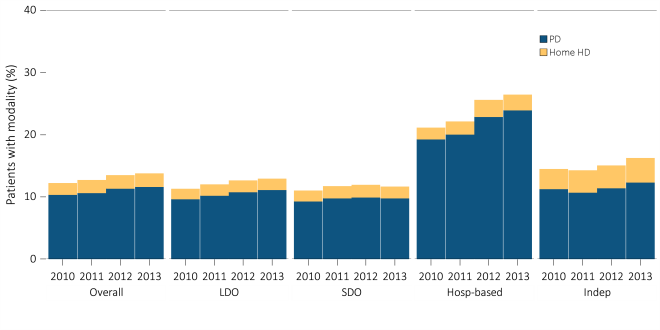 40
30
20
10
0
Patients with modality (%)
PD
Home HD
2010 2011 2012 2013 2010 2011 2012 2013 2010 2011 2012 2013 2010 2011 2012 2013 2010 2011 2012 2013
Overall LDO SDO Hosp-based Indep